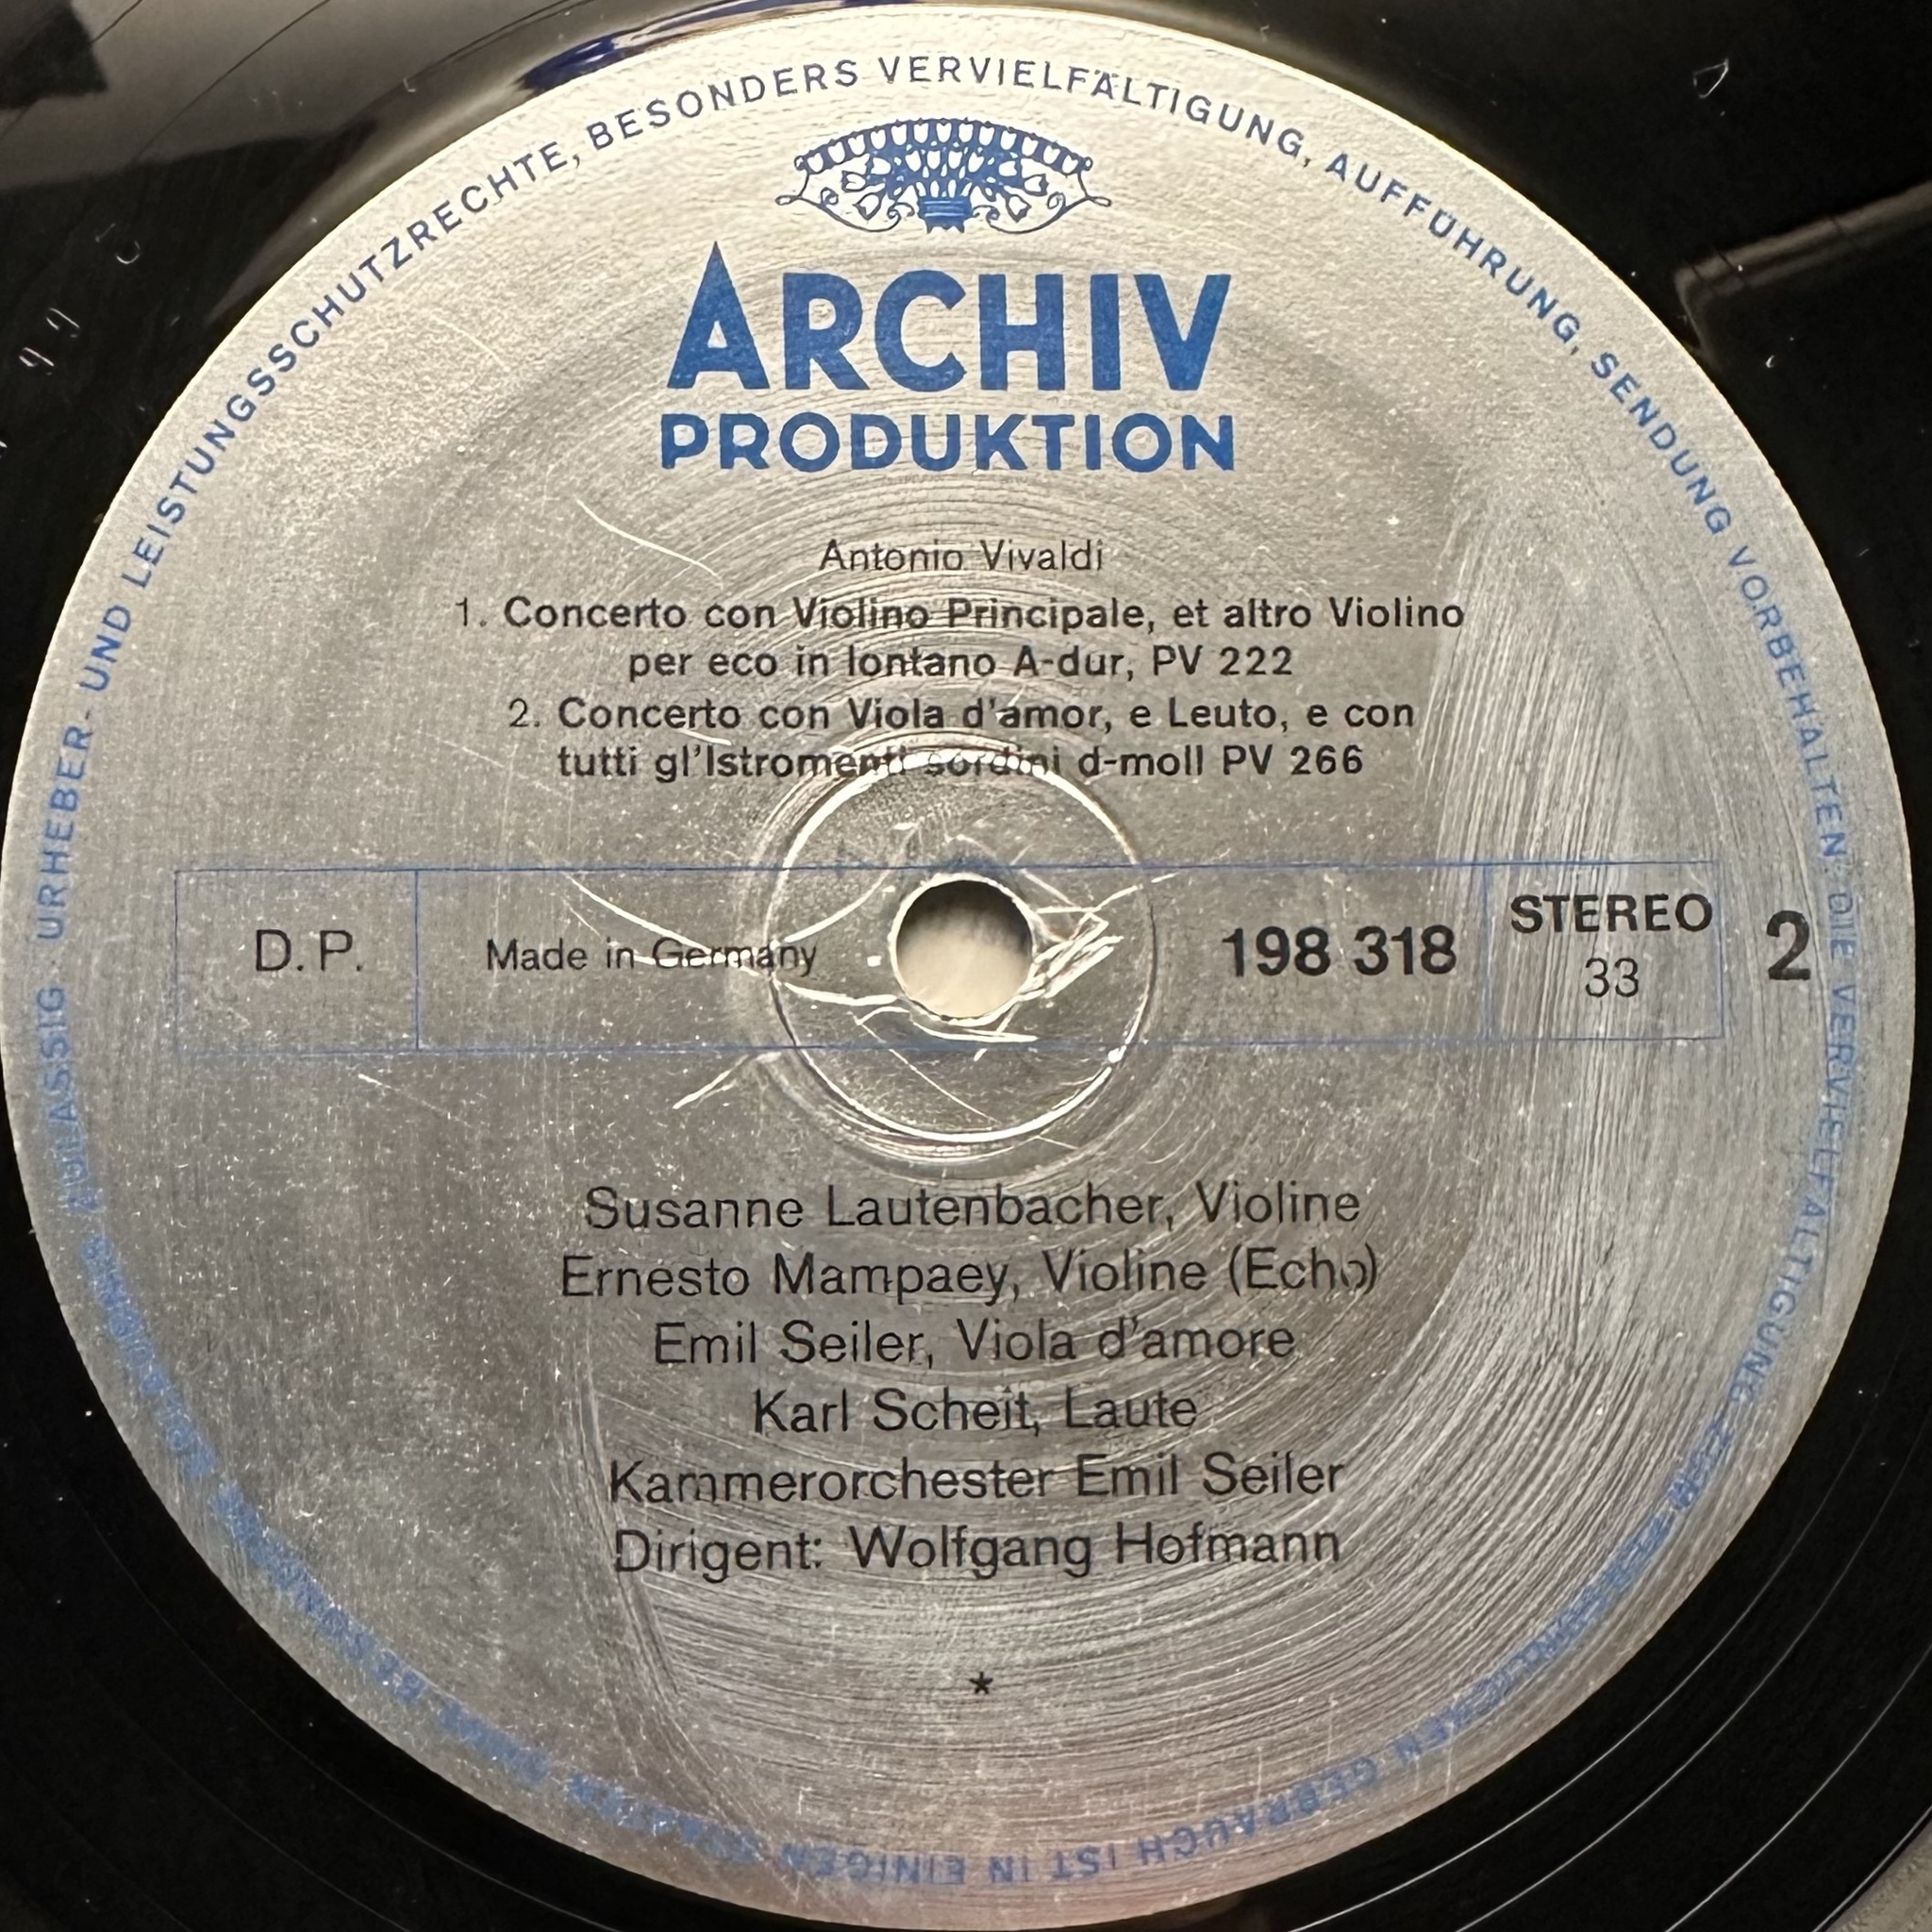 URHEBER- UND LEISTUNGSSCHUTZRECHTE, BESONDERS VERVIELFÄLTIGUNG, AUFFÜHRUNG, SENDUNG VORBEHALTEN. DIE VERVIELFÄLTIGUNG GEBRAUCH IST IN EINIGEN ZULÄSSIG
ARCHIV
PRODUKTION
Antonio Vivaldi
1. Concerto con Violino Principale, et altro Violino
per eco in lontano A-dur, PV 222
2. Concerto con Viola d'amor, e Leuto, e con
tutti gl'Istromenti sordini d-moll PV 266
D.P. Made in Germany 198 318 STEREO 2
33
Susanne Lautenbacher, Violine
Ernesto Mampaey, Violine (Echo)
Emil Seiler, Viola d'amore
Karl Scheit, Laute
Kammerorchester Emil Seiler
Dirigent: Wolfgang Hofmann
*